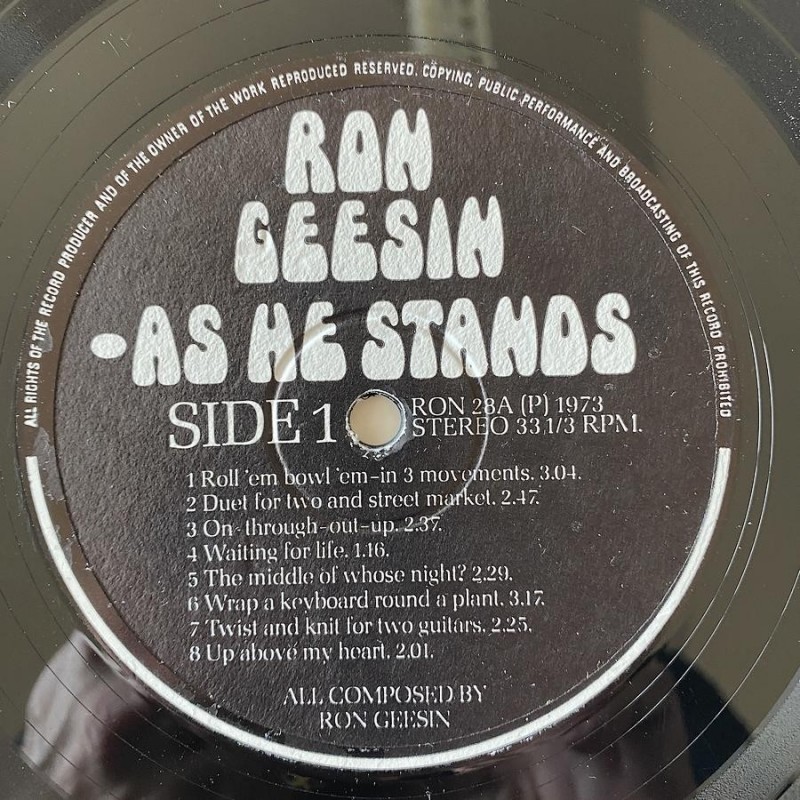 ALL RIGHTS OF THE RECORD PRODUCER AND OF THE OWNER OF THE WORK REPRODUCED RESERVED. COPYING, PUBLIC PERFORMANCE AND BROADCASTING OF THIS RECORD PROHIBITED
RON
GEESIN
-AS HE STANDS
SIDE 1
RON 28A (P) 1973
STEREO 33,1/3 RPM.
1 Roll 'em bowl 'em-in 3 movements. 3.04.
2 Duet for two and street market. 2.47.
3 On-through-out-up. 2.37.
4 Waiting for life. 1.16.
5 The middle of whose night? 2.29.
6 Wrap a keyboard round a plant. 3.17.
7 Twist and knit for two guitars. 2.25.
8 Up above my heart. 2.01.
ALL COMPOSED BY
RON GEESIN